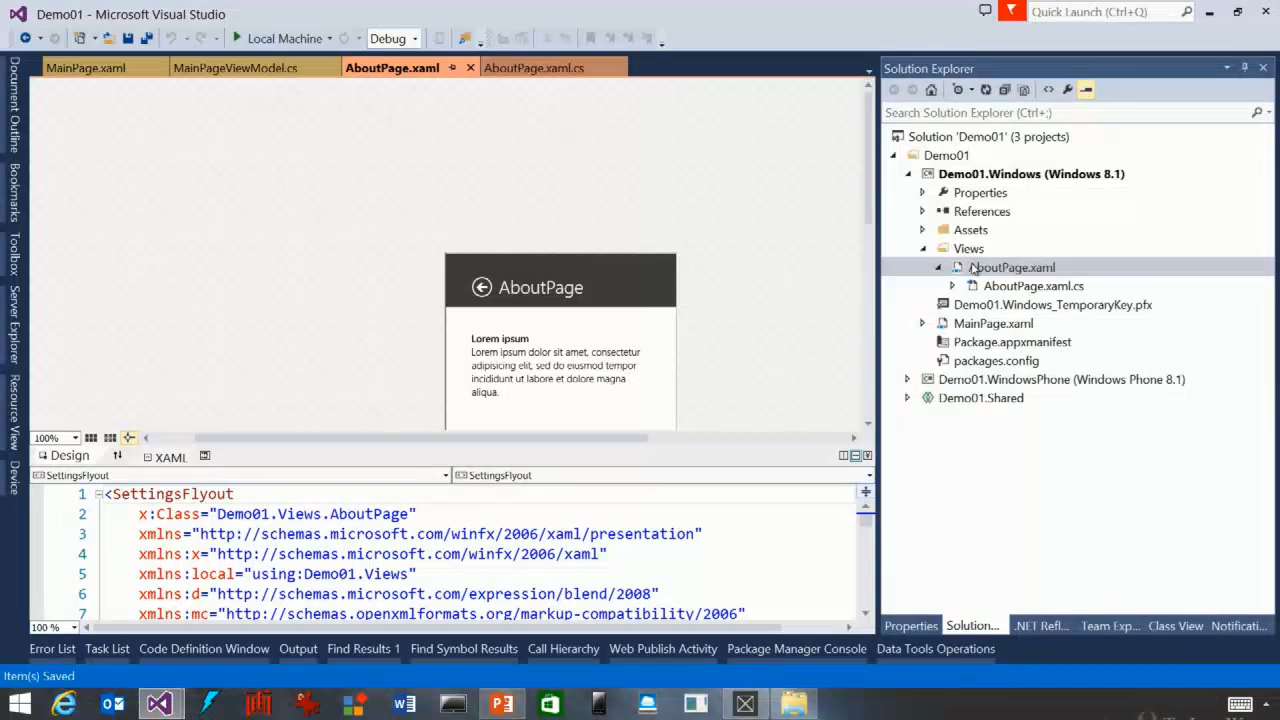 Demo01 - Microsoft Visual Studio
Quick Launch (Ctrl+Q)
Local Machine
Debug
MainPage.xaml
MainPageViewModel.cs
AboutPage.xaml
AboutPage.xaml.cs
Document Outline
Bookmarks
Toolbox
Server Explorer
Resource View
Device
AboutPage
Lorem ipsum
Lorem ipsum dolor sit amet, consectetur
adipiscing elit, sed do eiusmod tempor
incididunt ut labore et dolore magna
aliqua.
100%
Design
XAML
SettingsFlyout
SettingsFlyout
1 <SettingsFlyout
2 x:Class="Demo01.Views.AboutPage"
3 xmlns="http://schemas.microsoft.com/winfx/2006/xaml/presentation"
4 xmlns:x="http://schemas.microsoft.com/winfx/2006/xaml"
5 xmlns:local="using:Demo01.Views"
6 xmlns:d="http://schemas.microsoft.com/expression/blend/2008"
7 xmlns:mc="http://schemas.openxmlformats.org/markup-compatibility/2006"
100 %
Solution Explorer
Search Solution Explorer (Ctrl+;)
Solution 'Demo01' (3 projects)
Demo01
Demo01.Windows (Windows 8.1)
Properties
References
Assets
Views
AboutPage.xaml
AboutPage.xaml.cs
Demo01.Windows_TemporaryKey.pfx
MainPage.xaml
Package.appxmanifest
packages.config
Demo01.WindowsPhone (Windows Phone 8.1)
Demo01.Shared
Properties
Solution...
.NET Refl...
Team Exp...
Class View
Notificati...
Error List
Task List
Code Definition Window
Output
Find Results 1
Find Symbol Results
Call Hierarchy
Web Publish Activity
Package Manager Console
Data Tools Operations
Item(s) Saved